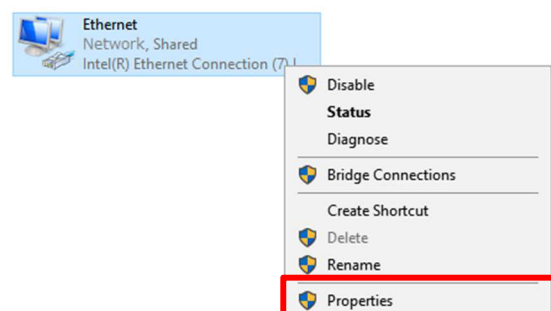 Ethernet
Network, Shared
Intel(R) Ethernet Connection (7) I
Disable
Status
Diagnose
Bridge Connections
Create Shortcut
Delete
Rename
Properties